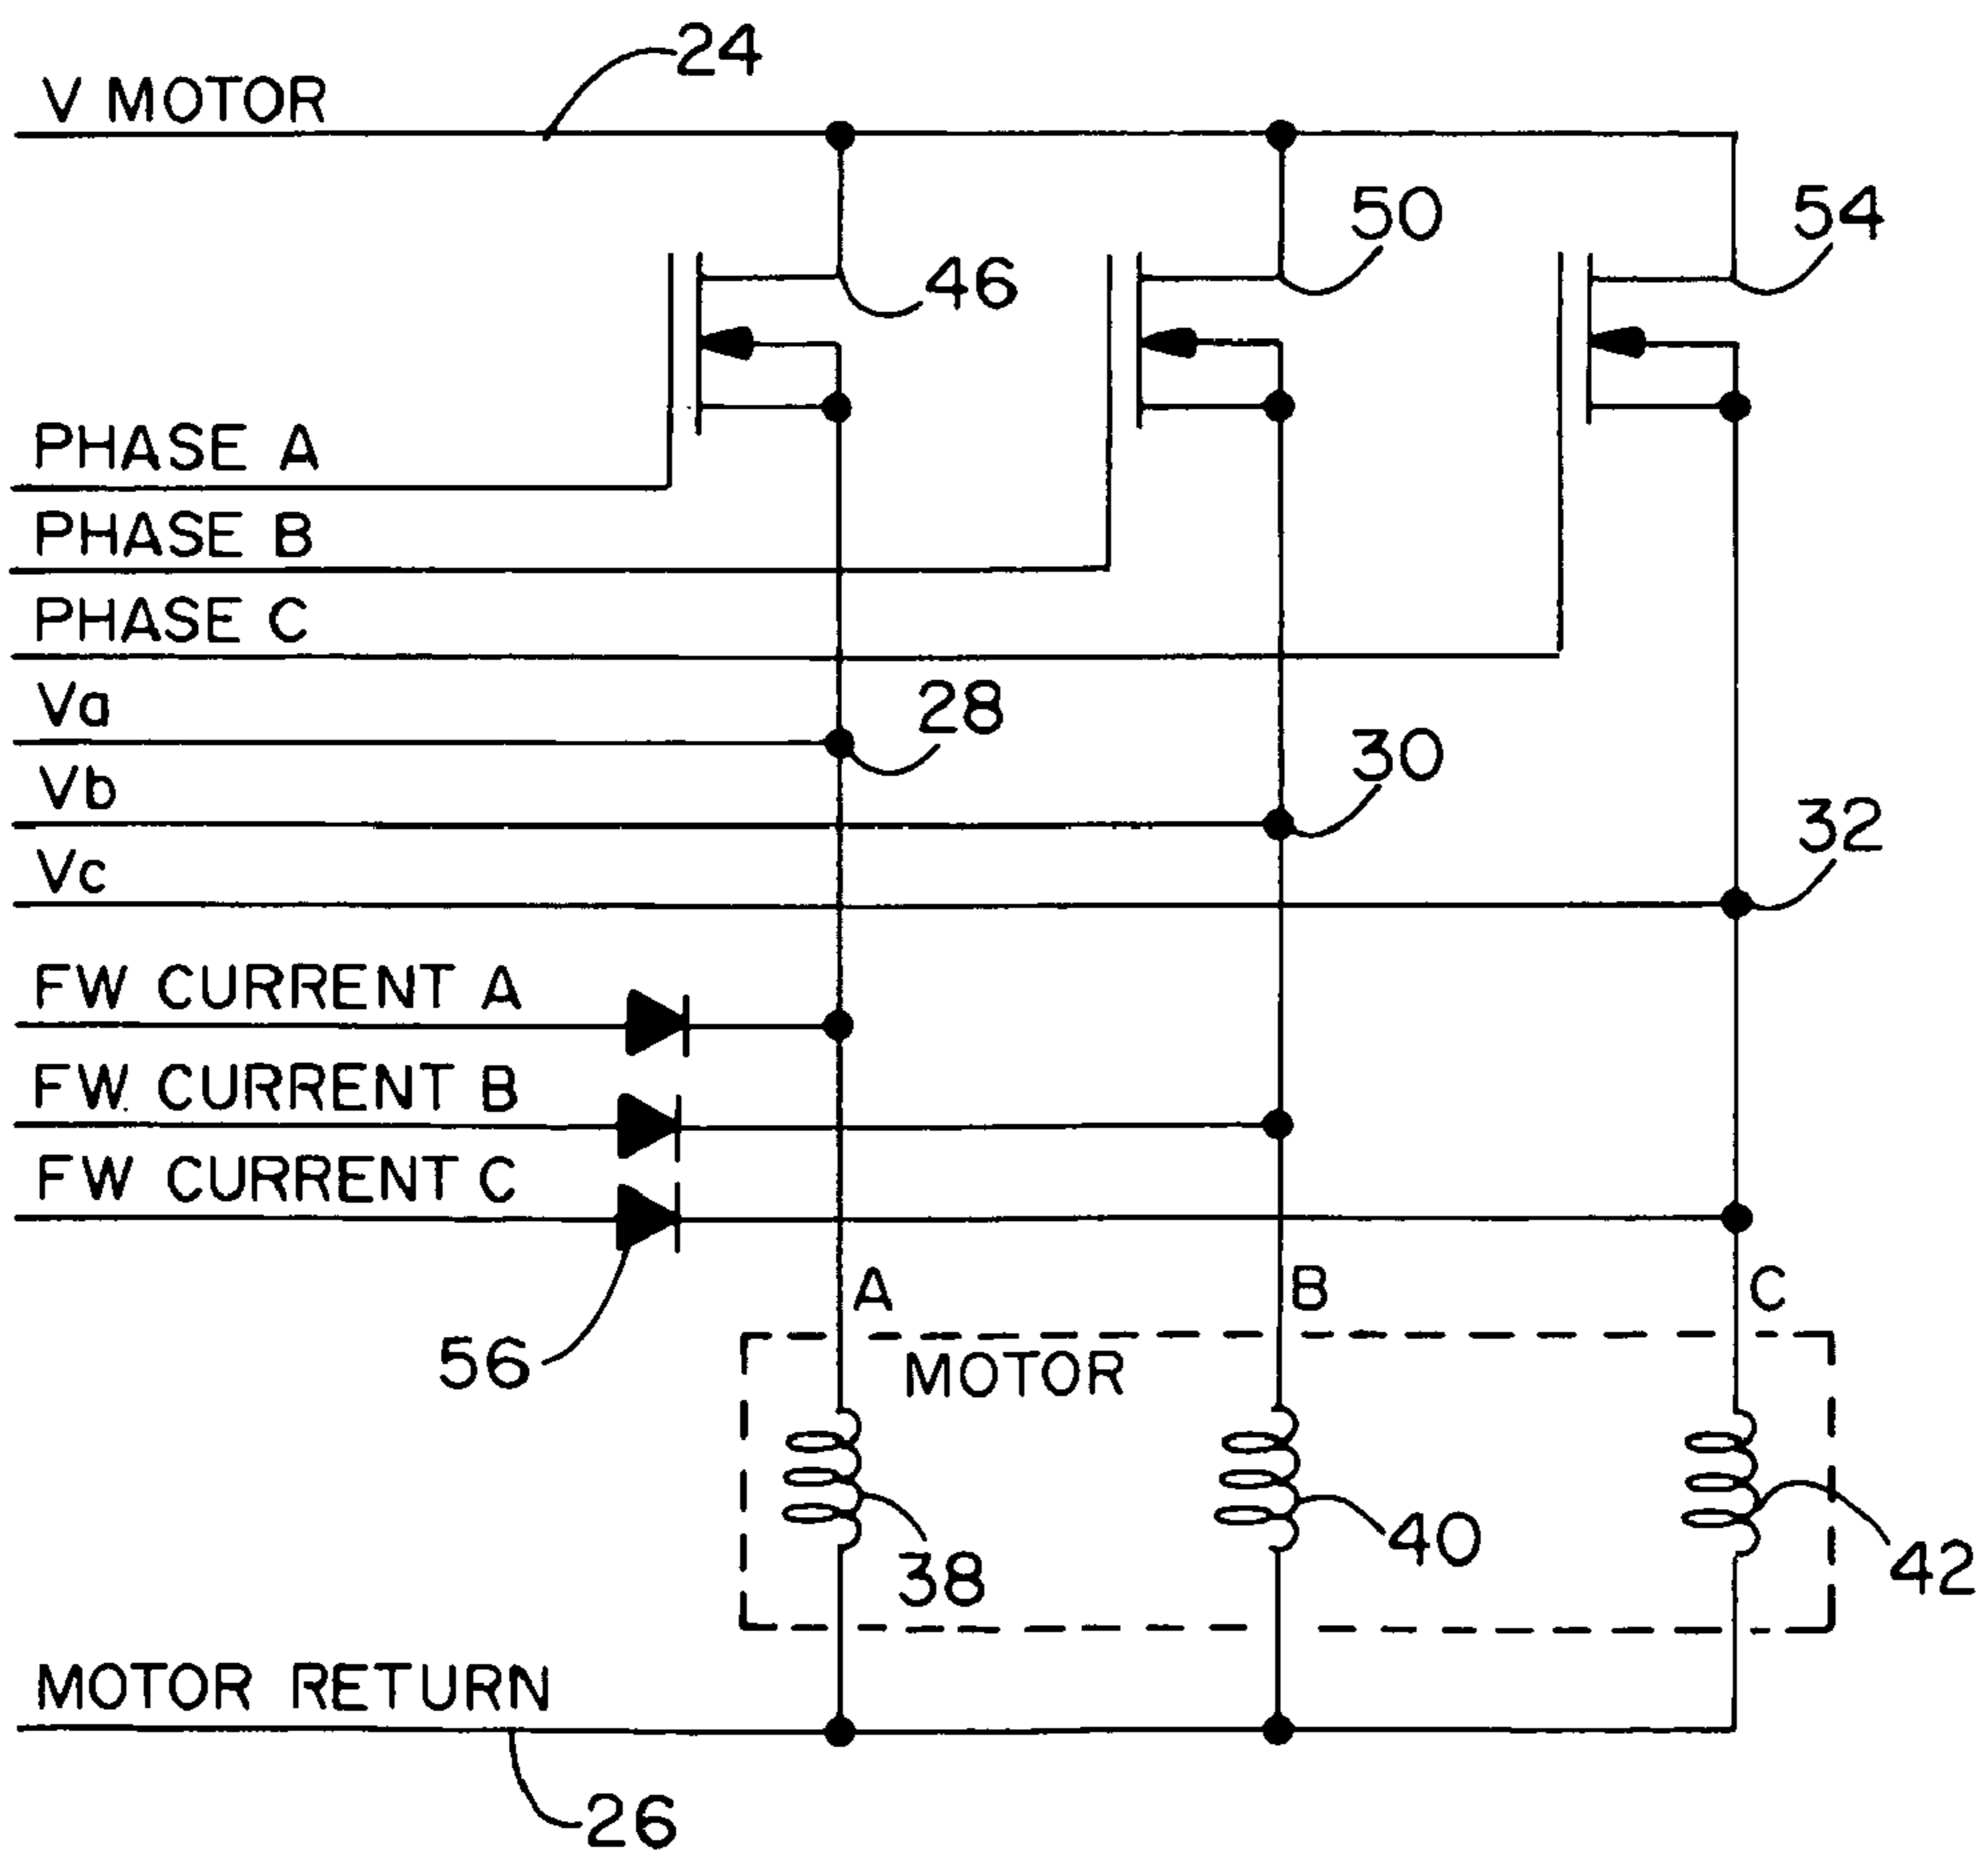 24
V MOTOR
50
54
46
PHASE A
PHASE B
PHASE C
Va
28
Vb
30
Vc
32
FW CURRENT A
FW CURRENT B
FW CURRENT C
A
B
C
56
MOTOR
38
40
42
MOTOR RETURN
26